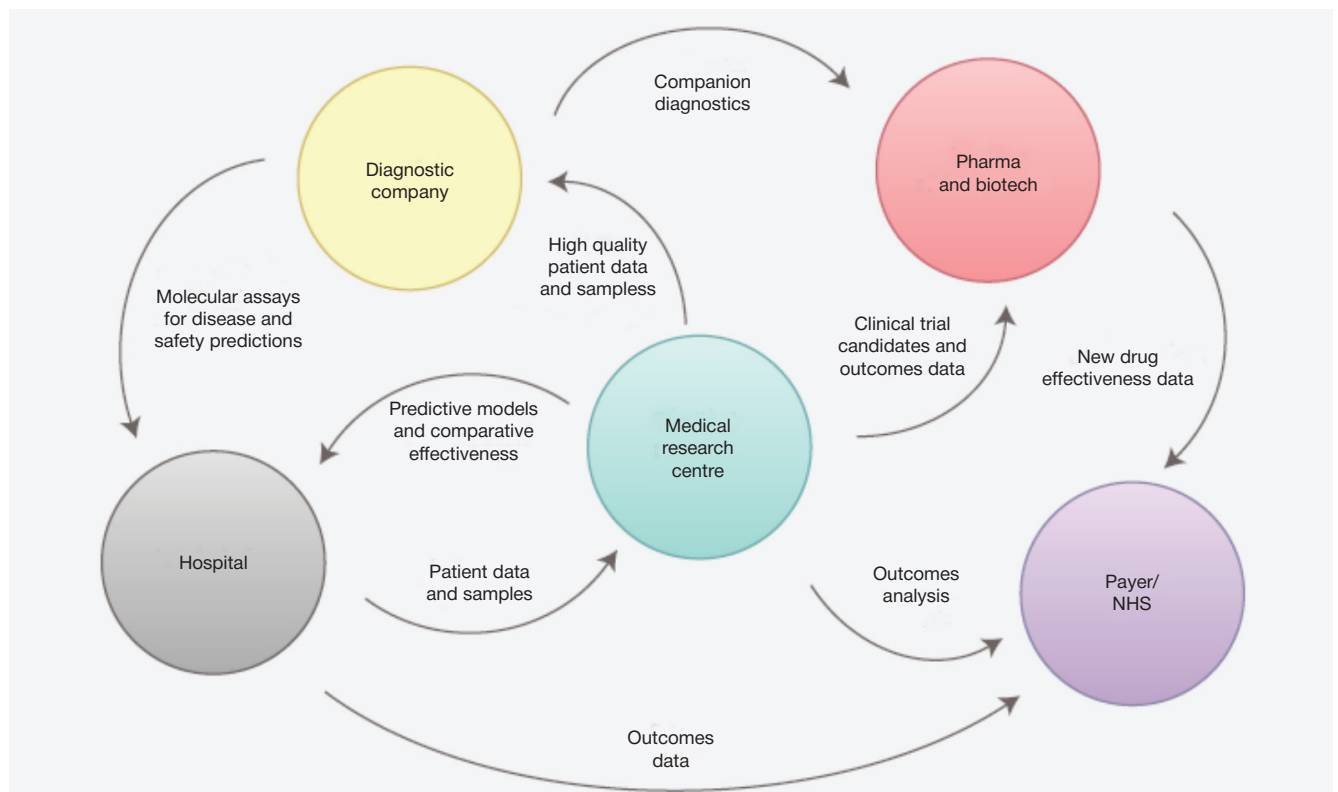 Companion
diagnostics
Diagnostic
company
Pharma
and biotech
High quality
patient data
and sampless
Molecular assays
for disease and
safety predictions
Clinical trial
candidates and
outcomes data
New drug
effectiveness data
Predictive models
and comparative
effectiveness
Medical
research
centre
Hospital
Patient data
and samples
Outcomes
analysis
Payer/
NHS
Outcomes
data